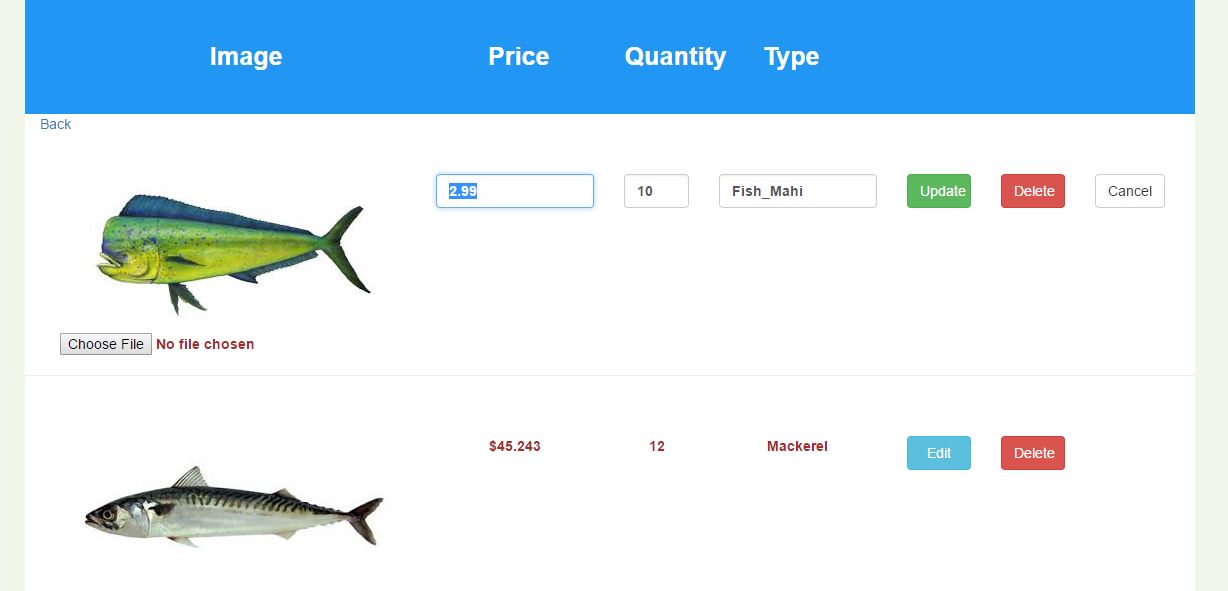 Image Price Quantity Type
Back
2.99 10 Fish_Mahi Update Delete Cancel
Choose File No file chosen
$45.243 12 Mackerel Edit Delete